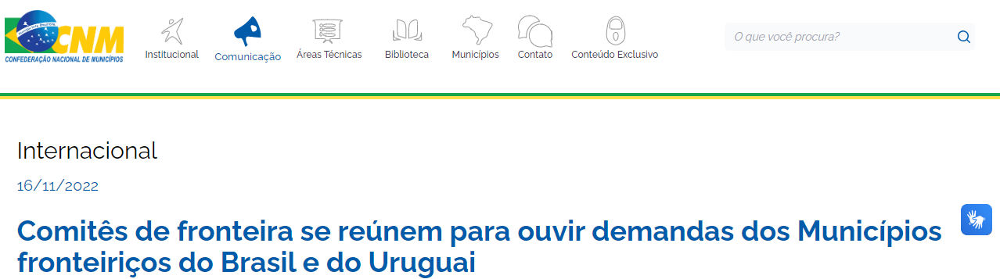 CNM
CONFEDERAÇÃO NACIONAL DE MUNICÍPIOS
Institucional
Comunicação
Áreas Técnicas
Biblioteca
Municípios
Contato
Conteúdo Exclusivo
O que você procura?
Internacional
16/11/2022
Comitês de fronteira se reúnem para ouvir demandas dos Municípios
fronteiriços do Brasil e do Uruguai